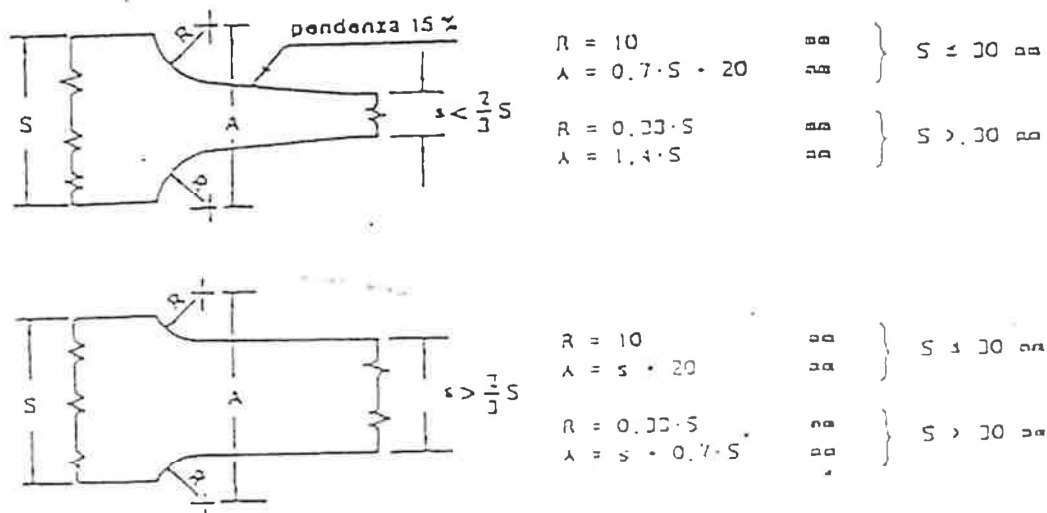 R
pendenza 15 %
S
A
s < 2/3 S
R
R = 10 mm
A = 0.7·S + 20 mm
S ≤ 30 mm
R = 0.33·S mm
A = 1.4·S mm
S > 30 mm
R
S
A
s > 2/3 S
R
R = 10 mm
A = s + 20 mm
S ≤ 30 mm
R = 0.33·S mm
A = s + 0.7·S mm
S > 30 mm